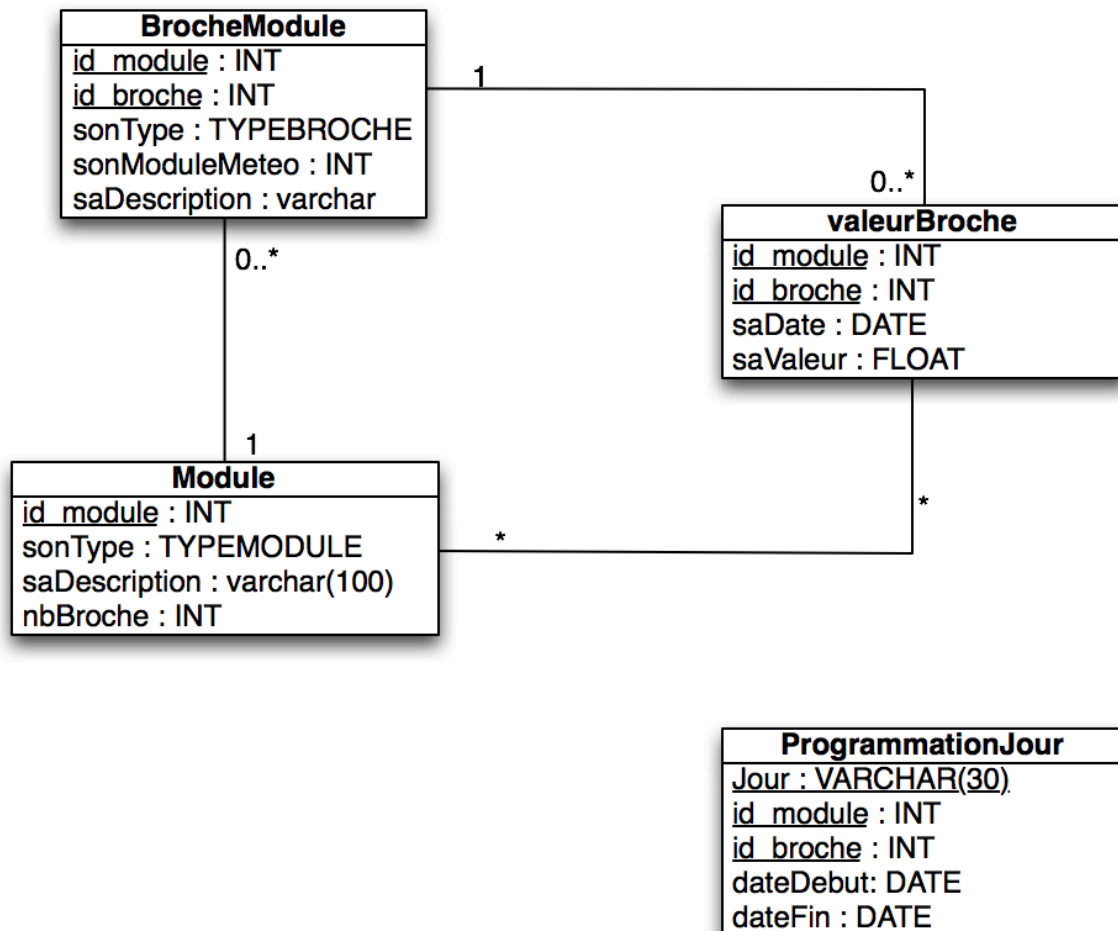 BrocheModule
id_module : INT
id_broche : INT
sonType : TYPEBROCHE
sonModuleMeteo : INT
saDescription : varchar
1
0..*
valeurBroche
id_module : INT
id_broche : INT
saDate : DATE
saValeur : FLOAT
0..*
1
Module
id_module : INT
sonType : TYPEMODULE
saDescription : varchar(100)
nbBroche : INT
*
*
ProgrammationJour
Jour : VARCHAR(30)
id_module : INT
id_broche : INT
dateDebut: DATE
dateFin : DATE